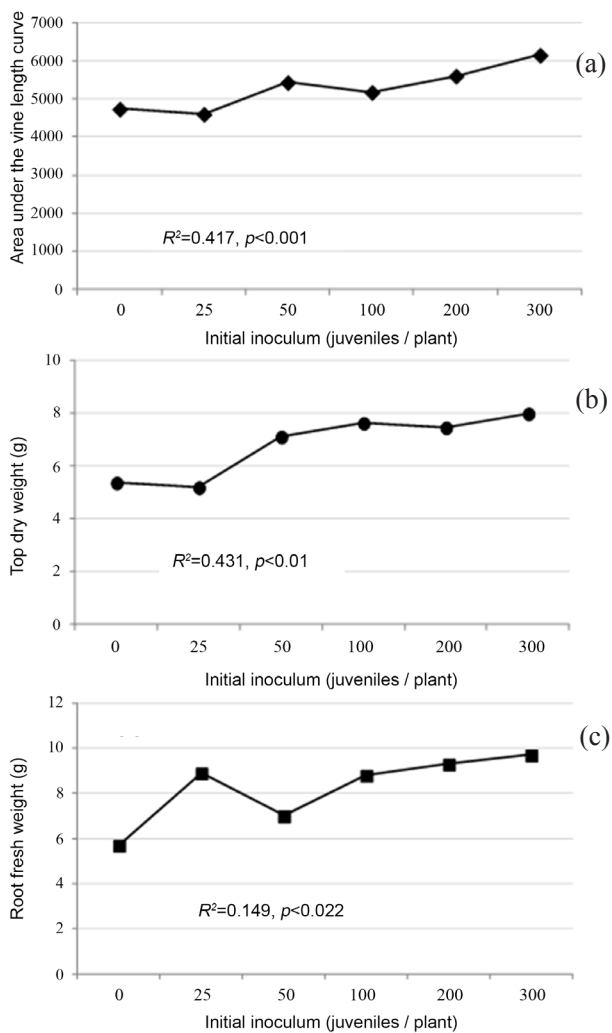 (a)
Area under the vine length curve
7000
6000
5000
4000
3000
2000
1000
0
R²=0.417, p<0.001
0 25 50 100 200 300
Initial inoculum (juveniles / plant)
(b)
Top dry weight (g)
10
8
6
4
2
0
R²=0.431, p<0.01
0 25 50 100 200 300
Initial inoculum (juveniles / plant)
(c)
Root fresh weight (g)
12
10
8
6
4
2
0
R²=0.149, p<0.022
0 25 50 100 200 300
Initial inoculum (juveniles / plant)